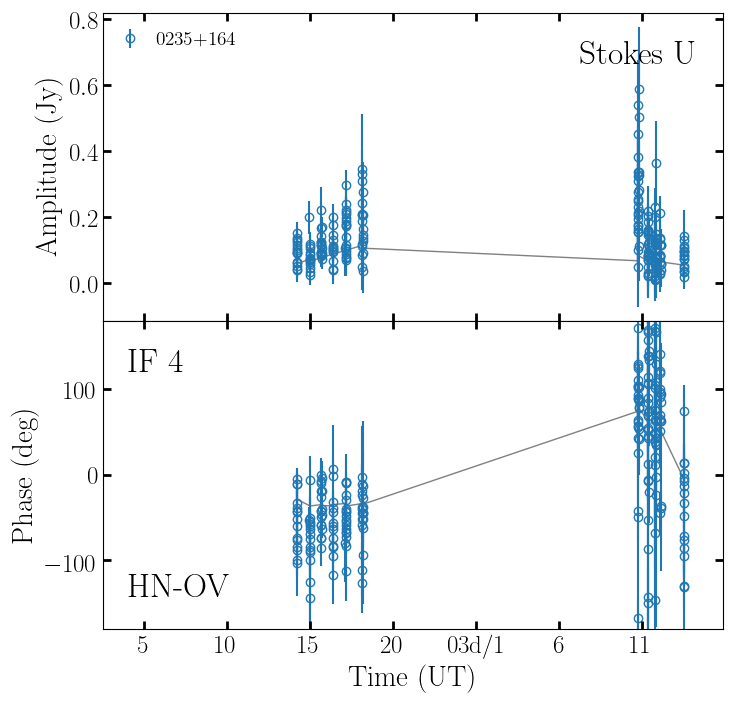 0.8
0235+164
Stokes U
0.6
0.4
0.2
0.0
Amplitude (Jy)
IF 4
100
0
−100
Phase (deg)
HN-OV
5 10 15 20 03d/1 6 11
Time (UT)